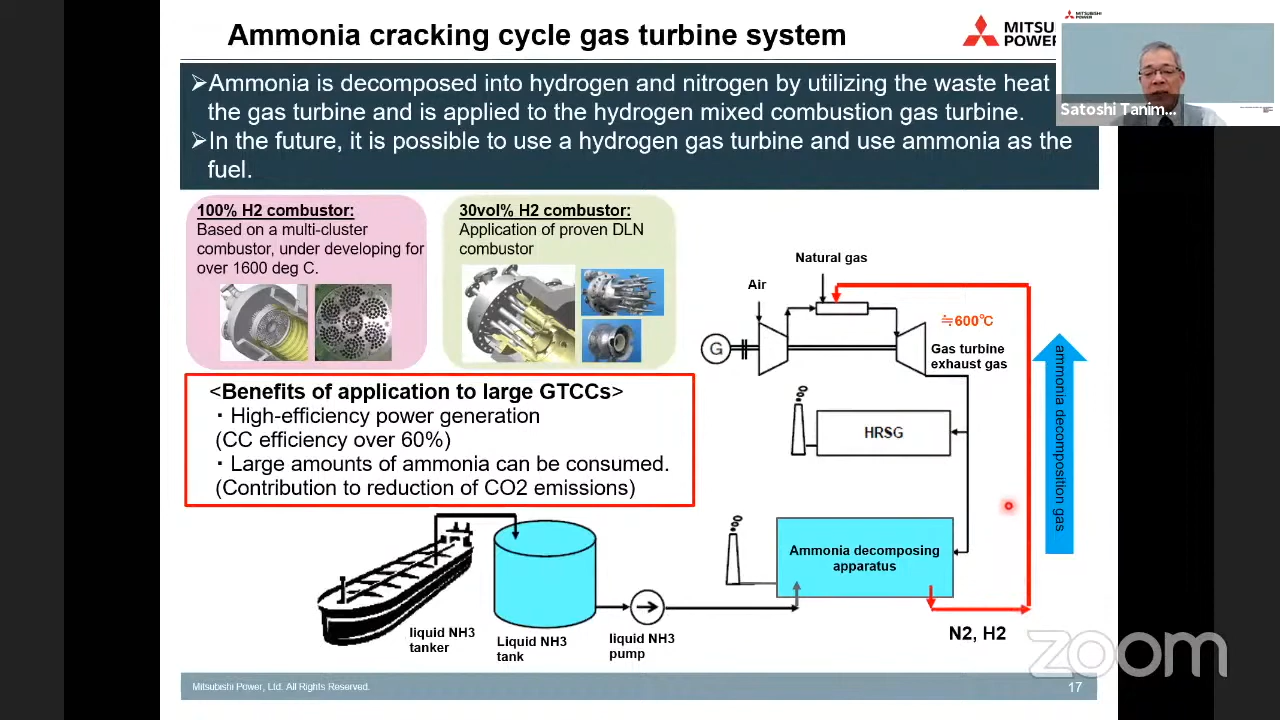 Ammonia cracking cycle gas turbine system
MITSUBISHI
POWER
MITSU
POWER
Satoshi Tanim...
➢Ammonia is decomposed into hydrogen and nitrogen by utilizing the waste heat
the gas turbine and is applied to the hydrogen mixed combustion gas turbine.
➢In the future, it is possible to use a hydrogen gas turbine and use ammonia as the
fuel.
100% H2 combustor:
Based on a multi-cluster
combustor, under developing for
over 1600 deg C.
30vol% H2 combustor:
Application of proven DLN
combustor
Natural gas
Air
G
≒600℃
Gas turbine
exhaust gas
HRSG
ammonia decomposition gas
<Benefits of application to large GTCCs>
・High-efficiency power generation
(CC efficiency over 60%)
・Large amounts of ammonia can be consumed.
(Contribution to reduction of CO2 emissions)
Ammonia decomposing
apparatus
liquid NH3
tanker
Liquid NH3
tank
liquid NH3
pump
N2, H2
zoom
Mitsubishi Power, Ltd. All Rights Reserved.
17